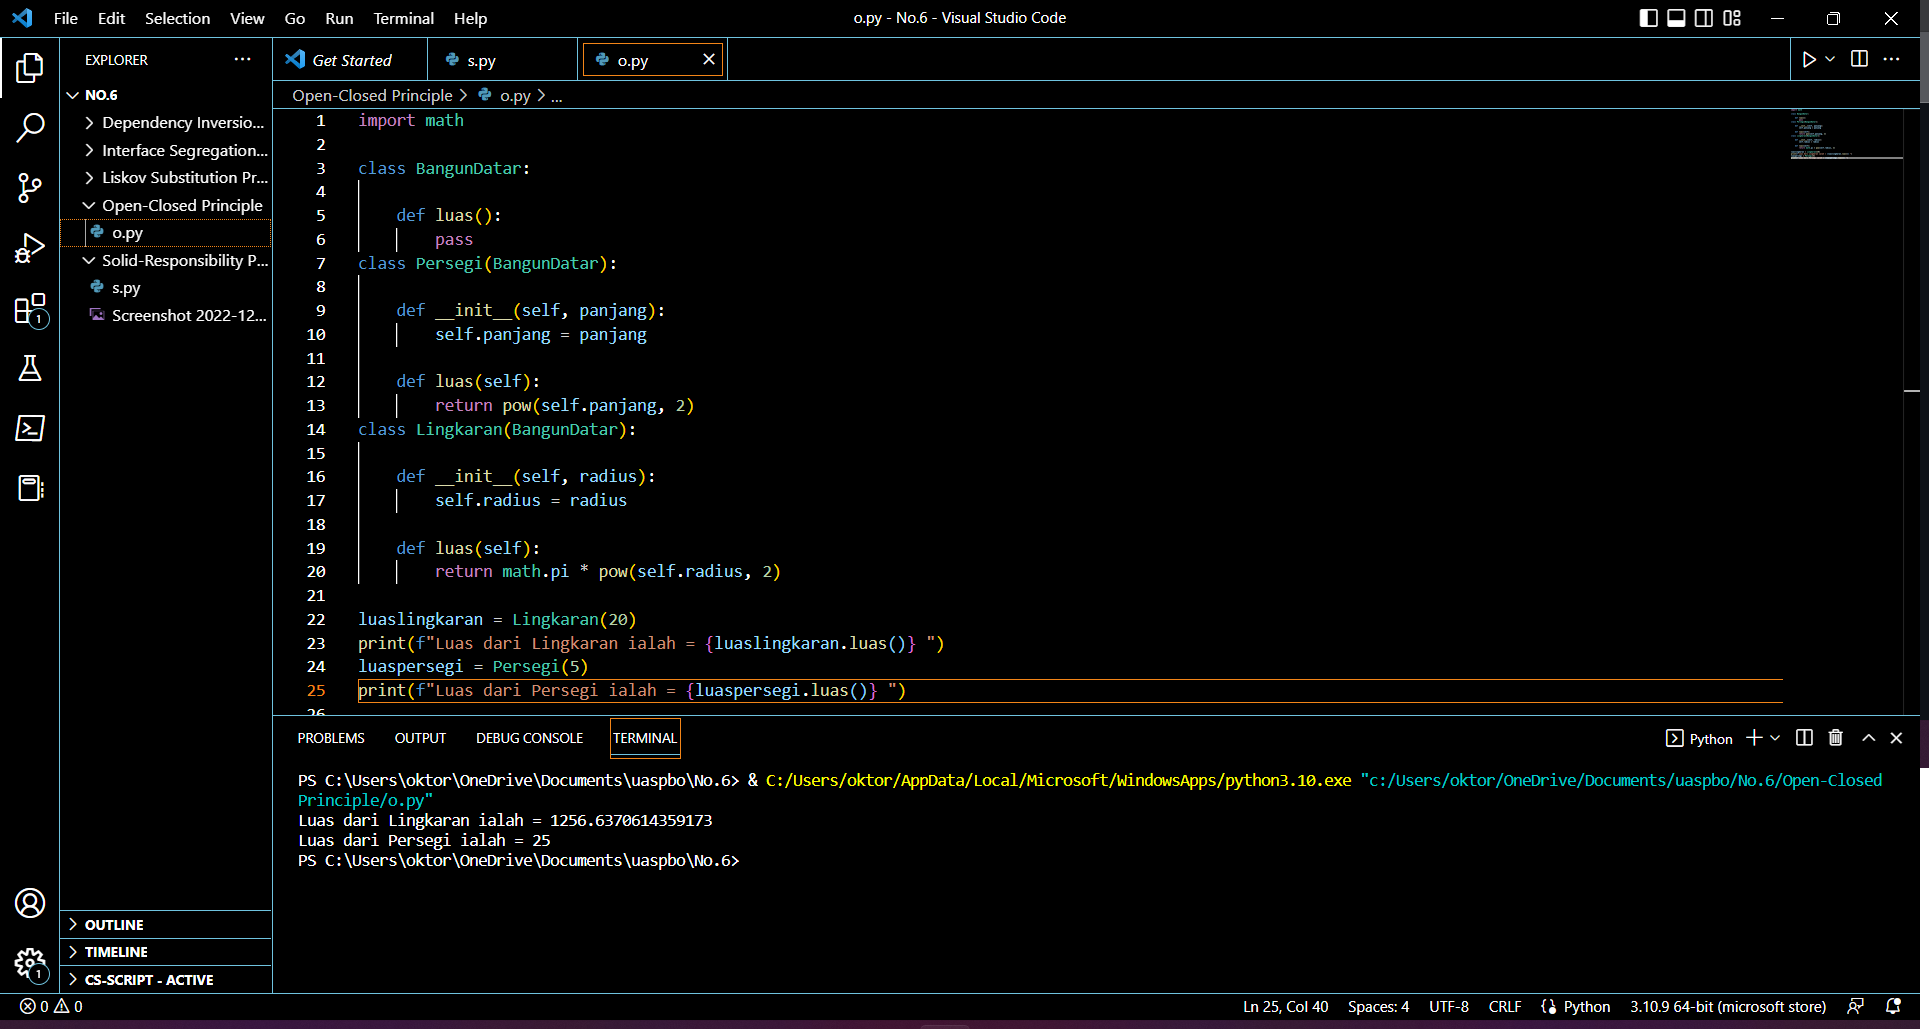 File Edit Selection View Go Run Terminal Help
o.py - No.6 - Visual Studio Code
EXPLORER
NO.6
Dependency Inversio...
Interface Segregation...
Liskov Substitution Pr...
Open-Closed Principle
o.py
Solid-Responsibility P...
s.py
Screenshot 2022-12...
OUTLINE
TIMELINE
CS-SCRIPT - ACTIVE
Get Started s.py o.py
Open-Closed Principle > o.py > ...
1 import math
2
3 class BangunDatar:
4
5 def luas():
6 pass
7 class Persegi(BangunDatar):
8
9 def __init__(self, panjang):
10 self.panjang = panjang
11
12 def luas(self):
13 return pow(self.panjang, 2)
14 class Lingkaran(BangunDatar):
15
16 def __init__(self, radius):
17 self.radius = radius
18
19 def luas(self):
20 return math.pi * pow(self.radius, 2)
21
22 luaslingkaran = Lingkaran(20)
23 print(f"Luas dari Lingkaran ialah = {luaslingkaran.luas()} ")
24 luaspersegi = Persegi(5)
25 print(f"Luas dari Persegi ialah = {luaspersegi.luas()} ")
26
PROBLEMS OUTPUT DEBUG CONSOLE TERMINAL
Python
PS C:\Users\oktor\OneDrive\Documents\uaspbo\No.6> & C:/Users/oktor/AppData/Local/Microsoft/WindowsApps/python3.10.exe "c:/Users/oktor/OneDrive/Documents/uaspbo/No.6/Open-Closed
Principle/o.py"
Luas dari Lingkaran ialah = 1256.6370614359173
Luas dari Persegi ialah = 25
PS C:\Users\oktor\OneDrive\Documents\uaspbo\No.6>
1
1
0 0
Ln 25, Col 40 Spaces: 4 UTF-8 CRLF Python 3.10.9 64-bit (microsoft store)